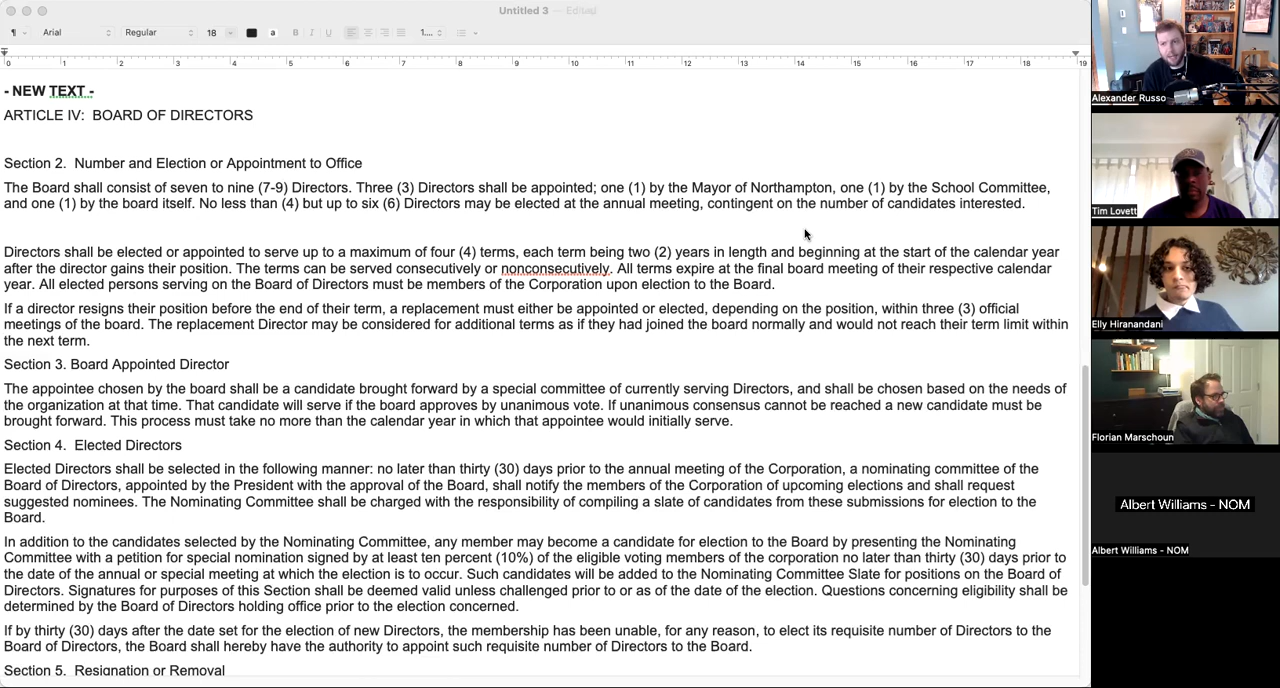 Untitled 3 — Edited
¶ Arial Regular 18 a B I U 1....
0 1 2 3 4 5 6 7 8 9 10 11 12 13 14 15 16 17 18 19
- NEW TEXT -
ARTICLE IV: BOARD OF DIRECTORS
Section 2. Number and Election or Appointment to Office
The Board shall consist of seven to nine (7-9) Directors. Three (3) Directors shall be appointed; one (1) by the Mayor of Northampton, one (1) by the School Committee,
and one (1) by the board itself. No less than (4) but up to six (6) Directors may be elected at the annual meeting, contingent on the number of candidates interested.
Directors shall be elected or appointed to serve up to a maximum of four (4) terms, each term being two (2) years in length and beginning at the start of the calendar year
after the director gains their position. The terms can be served consecutively or nonconsecutively. All terms expire at the final board meeting of their respective calendar
year. All elected persons serving on the Board of Directors must be members of the Corporation upon election to the Board.
If a director resigns their position before the end of their term, a replacement must either be appointed or elected, depending on the position, within three (3) official
meetings of the board. The replacement Director may be considered for additional terms as if they had joined the board normally and would not reach their term limit within
the next term.
Section 3. Board Appointed Director
The appointee chosen by the board shall be a candidate brought forward by a special committee of currently serving Directors, and shall be chosen based on the needs of
the organization at that time. That candidate will serve if the board approves by unanimous vote. If unanimous consensus cannot be reached a new candidate must be
brought forward. This process must take no more than the calendar year in which that appointee would initially serve.
Section 4. Elected Directors
Elected Directors shall be selected in the following manner: no later than thirty (30) days prior to the annual meeting of the Corporation, a nominating committee of the
Board of Directors, appointed by the President with the approval of the Board, shall notify the members of the Corporation of upcoming elections and shall request
suggested nominees. The Nominating Committee shall be charged with the responsibility of compiling a slate of candidates from these submissions for election to the
Board.
In addition to the candidates selected by the Nominating Committee, any member may become a candidate for election to the Board by presenting the Nominating
Committee with a petition for special nomination signed by at least ten percent (10%) of the eligible voting members of the corporation no later than thirty (30) days prior to
the date of the annual or special meeting at which the election is to occur. Such candidates will be added to the Nominating Committee Slate for positions on the Board of
Directors. Signatures for purposes of this Section shall be deemed valid unless challenged prior to or as of the date of the election. Questions concerning eligibility shall be
determined by the Board of Directors holding office prior to the election concerned.
If by thirty (30) days after the date set for the election of new Directors, the membership has been unable, for any reason, to elect its requisite number of Directors to the
Board of Directors, the Board shall hereby have the authority to appoint such requisite number of Directors to the Board.
Section 5. Resignation or Removal
Alexander Russo
Tim Lovett
Elly Hiranandani
Florian Marschoun
Albert Williams - NOM
Albert Williams - NOM